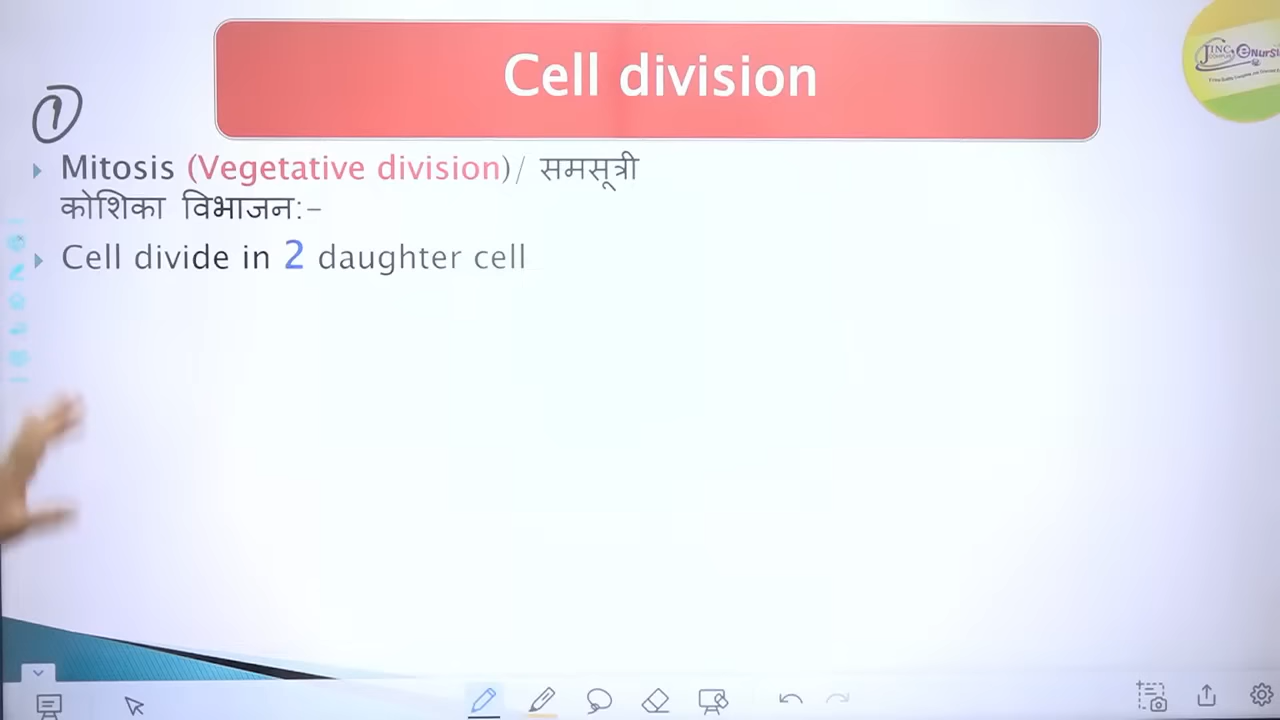 Cell division
1
Mitosis (Vegetative division)/ समसूत्री
कोशिका विभाजन:-
Cell divide in 2 daughter cell